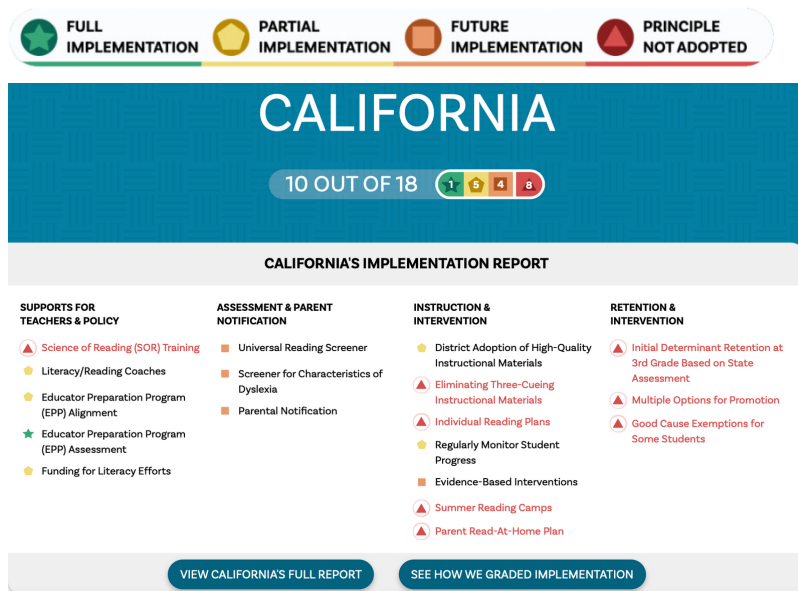 FULL
IMPLEMENTATION
PARTIAL
IMPLEMENTATION
FUTURE
IMPLEMENTATION
PRINCIPLE
NOT ADOPTED
CALIFORNIA
10 OUT OF 18
1
5
4
8
CALIFORNIA'S IMPLEMENTATION REPORT
SUPPORTS FOR
TEACHERS & POLICY
Science of Reading (SOR) Training
Literacy/Reading Coaches
Educator Preparation Program
(EPP) Alignment
Educator Preparation Program
(EPP) Assessment
Funding for Literacy Efforts
ASSESSMENT & PARENT
NOTIFICATION
Universal Reading Screener
Screener for Characteristics of
Dyslexia
Parental Notification
INSTRUCTION &
INTERVENTION
District Adoption of High-Quality
Instructional Materials
Eliminating Three-Cueing
Instructional Materials
Individual Reading Plans
Regularly Monitor Student
Progress
Evidence-Based Interventions
Summer Reading Camps
Parent Read-At-Home Plan
RETENTION &
INTERVENTION
Initial Determinant Retention at
3rd Grade Based on State
Assessment
Multiple Options for Promotion
Good Cause Exemptions for
Some Students
VIEW CALIFORNIA'S FULL REPORT
SEE HOW WE GRADED IMPLEMENTATION